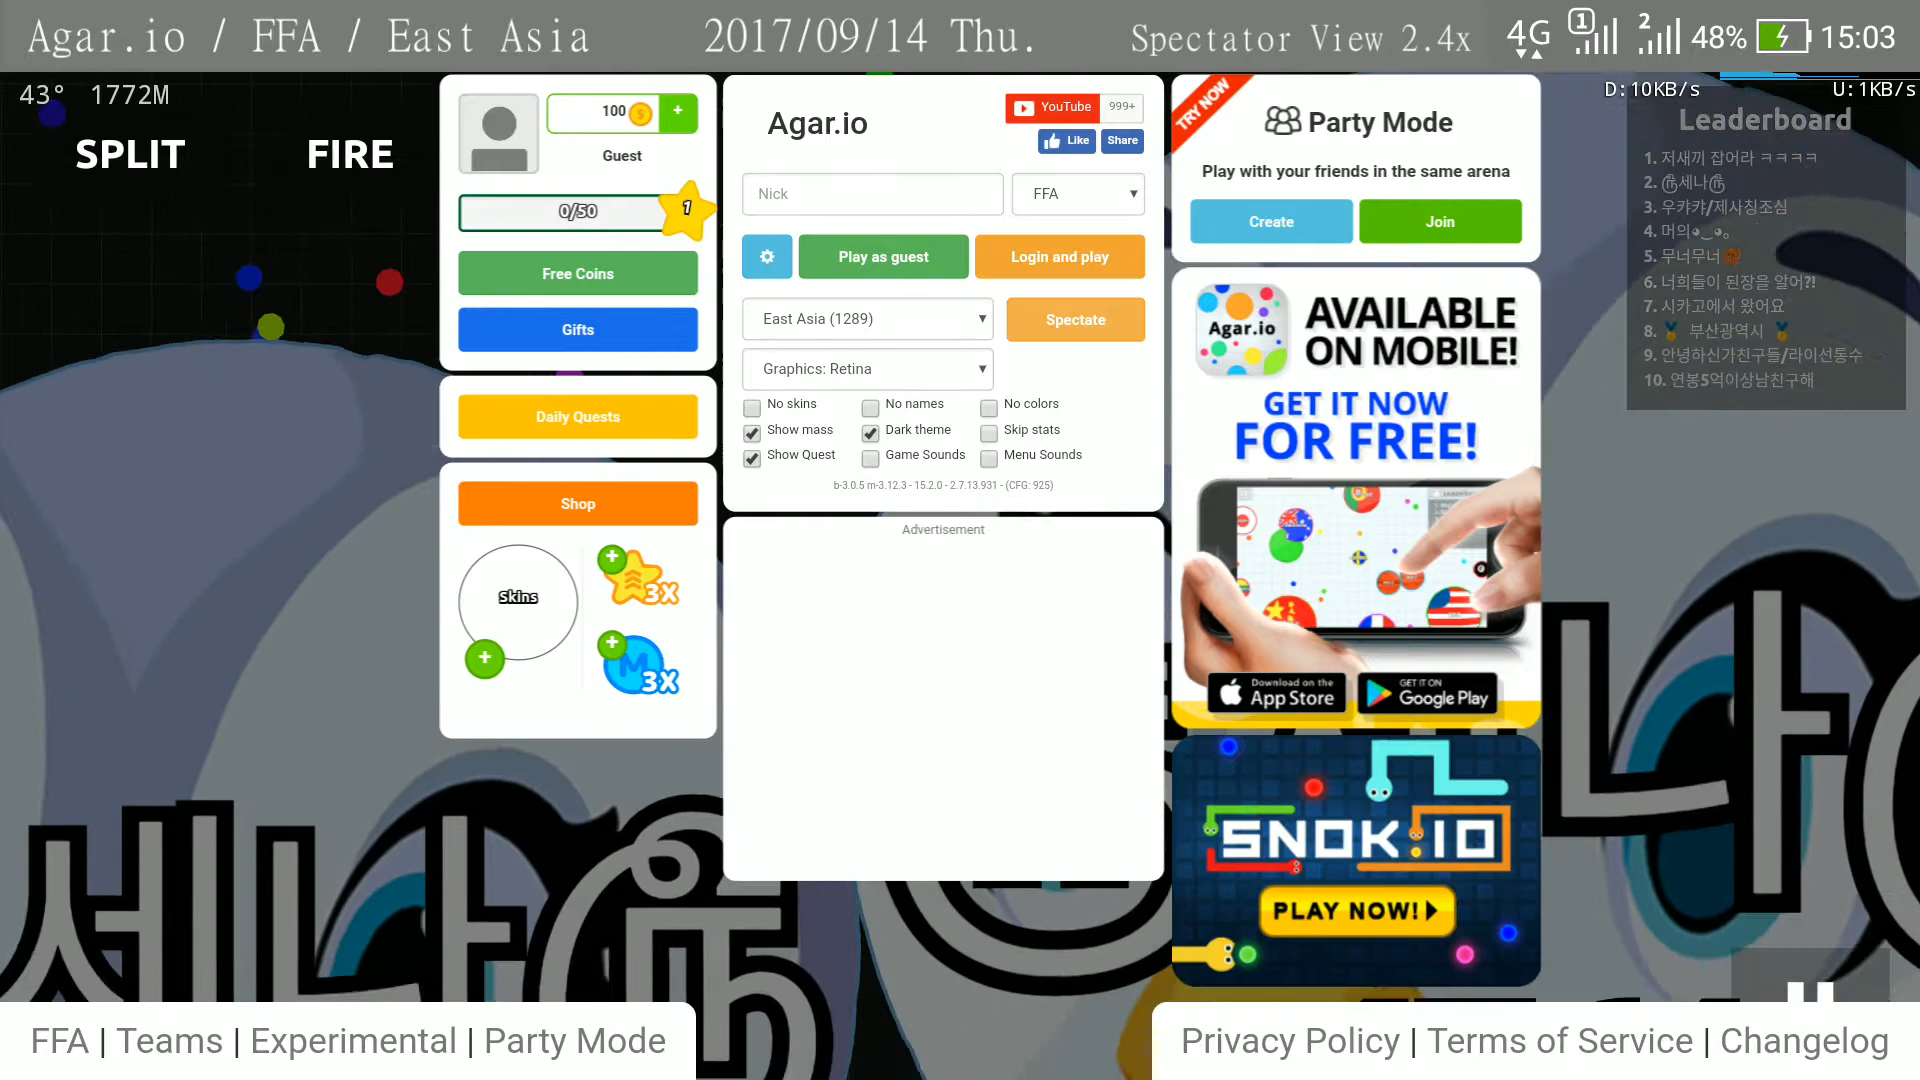 Agar.io / FFA / East Asia 2017/09/14 Thu. Spectator View 2.4x 4G 1 2 48% 15:03
43° 1772M
D:10KB/s U:1KB/s
SPLIT FIRE
100
+
Guest
0/50
1
Free Coins
Gifts
Daily Quests
Shop
Skins
+
+
3X
+
M
3X
Agar.io
YouTube 999+
Like Share
Nick
FFA
Play as guest
Login and play
East Asia (1289)
Spectate
Graphics: Retina
No skins No names No colors
Show mass Dark theme Skip stats
Show Quest Game Sounds Menu Sounds
b-3.0.5 m-3.12.3 - 15.2.0 - 2.7.13.931 - (CFG: 925)
Advertisement
TRY NOW
Party Mode
Play with your friends in the same arena
Create Join
Agar.io
AVAILABLE
ON MOBILE!
GET IT NOW
FOR FREE!
Download on the
App Store
GET IT ON
Google Play
SNOK.IO
PLAY NOW!
Leaderboard
1. 저새끼 잡어라 ㅋㅋㅋㅋ
2. 세나
3. 우캬캬/제사칭조심
4. 머의
5. 무너무너
6. 너희들이 된장을 알어?!
7. 시카고에서 왔어요
8. 부산광역시
9. 안녕하신가친구들/라이선통수
10. 연봉5억이상남친구해
세나
나
FFA | Teams | Experimental | Party Mode
Privacy Policy | Terms of Service | Changelog